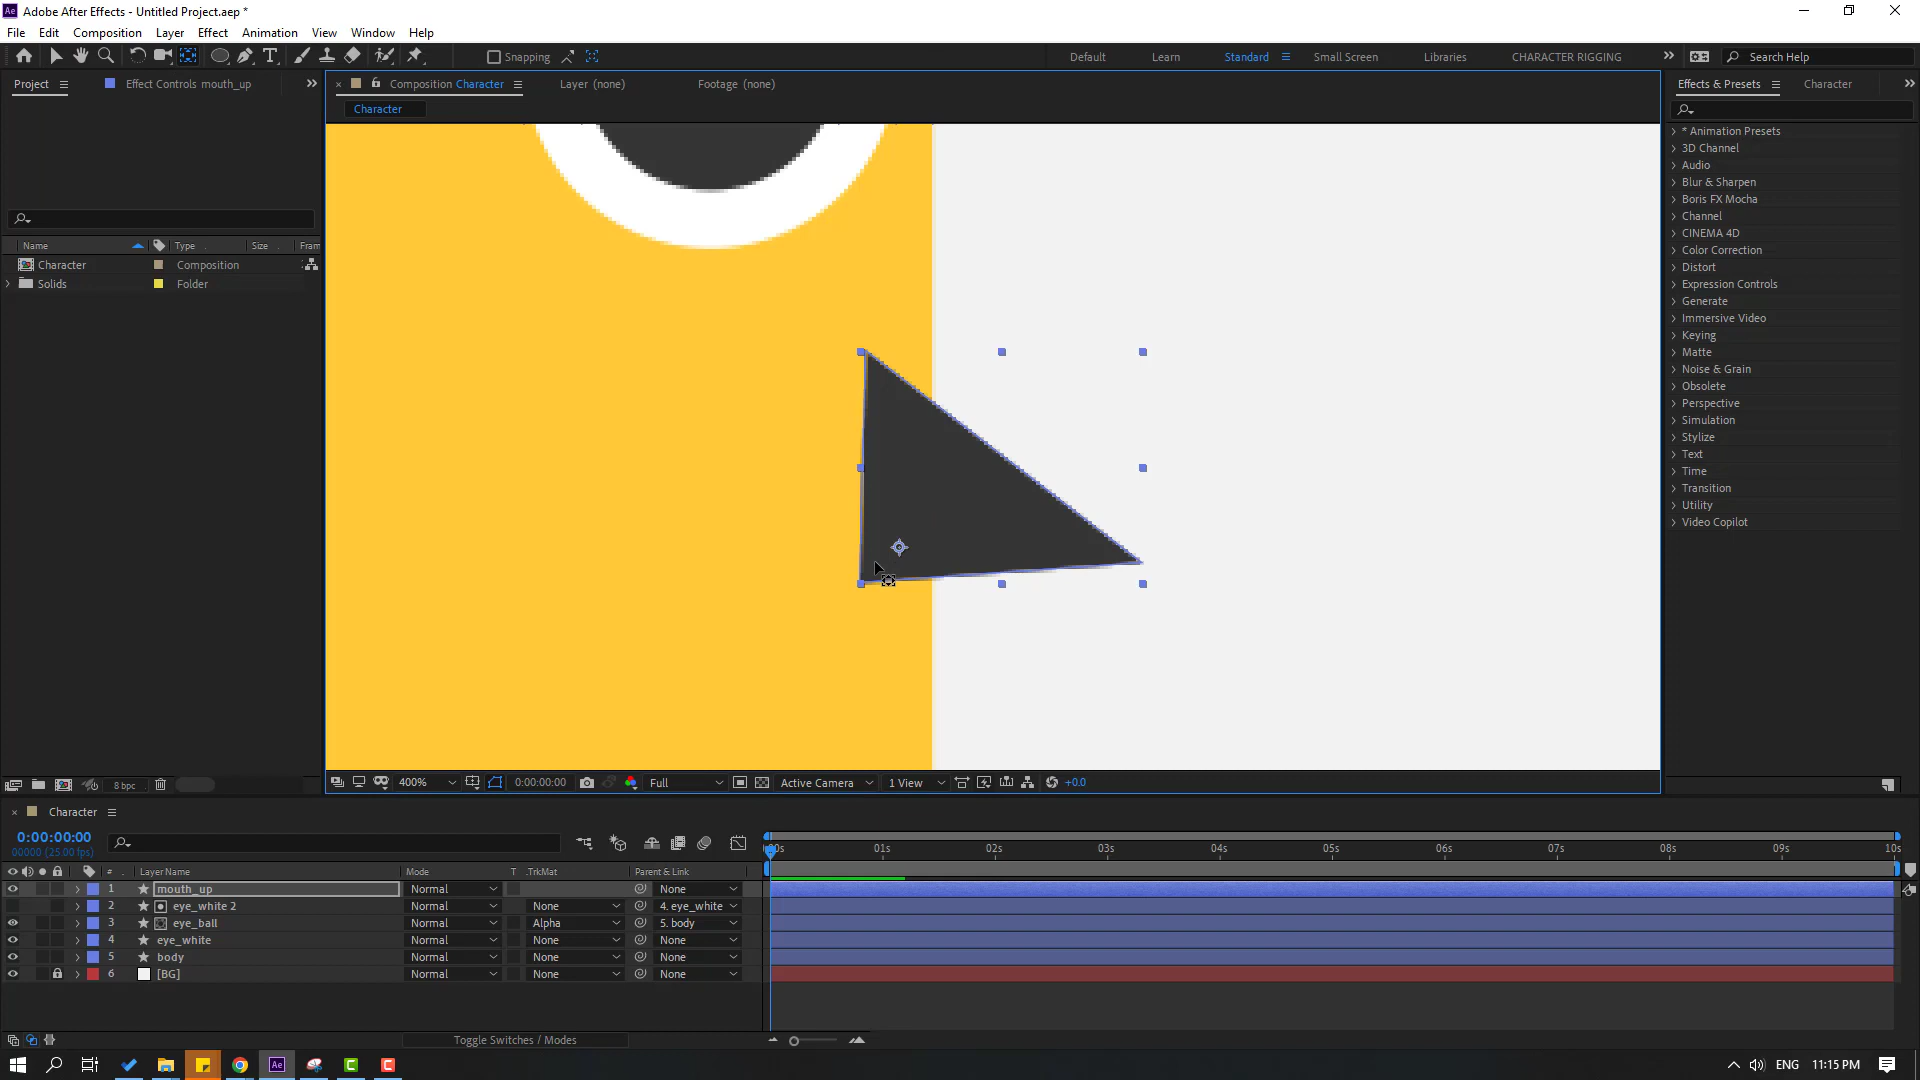 Ae Adobe After Effects - Untitled Project.aep *
File Edit Composition Layer Effect Animation View Window Help
Snapping Default Learn Standard Small Screen Libraries CHARACTER RIGGING Search Help
Project Effect Controls mouth_up
Composition Character Layer (none) Footage (none)
Character
Effects & Presets Character
* Animation Presets
3D Channel
Audio
Blur & Sharpen
Boris FX Mocha
Channel
CINEMA 4D
Color Correction
Distort
Expression Controls
Generate
Immersive Video
Keying
Matte
Noise & Grain
Obsolete
Perspective
Simulation
Stylize
Text
Time
Transition
Utility
Video Copilot
Name Type Size Fram
Character Composition
Solids Folder
8 bpc
400% 0:00:00:00 Full Active Camera 1 View +0.0
Character
0:00:00:00
00000 (25.00 fps)
00s 01s 02s 03s 04s 05s 06s 07s 08s 09s 10s
# Layer Name Mode T .TrkMat Parent & Link
1 mouth_up Normal None
2 eye_white 2 Normal None 4. eye_white
3 eye_ball Normal Alpha 5. body
4 eye_white Normal None None
5 body Normal None None
6 [BG] Normal None None
Toggle Switches / Modes
Ae ENG 11:15 PM